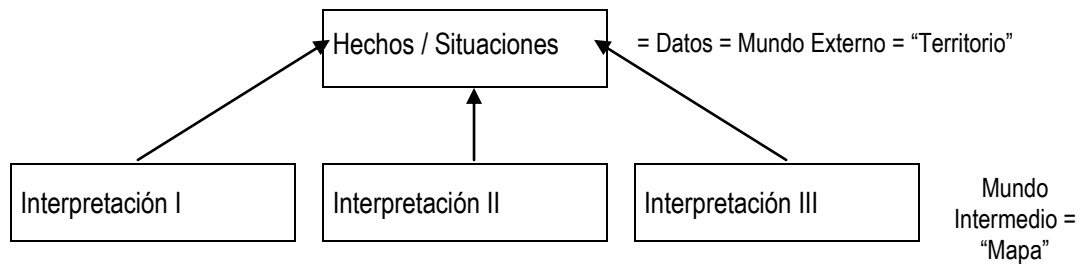 Hechos / Situaciones
= Datos = Mundo Externo = “Territorio”
Interpretación I
Interpretación II
Interpretación III
Mundo
Intermedio =
“Mapa”